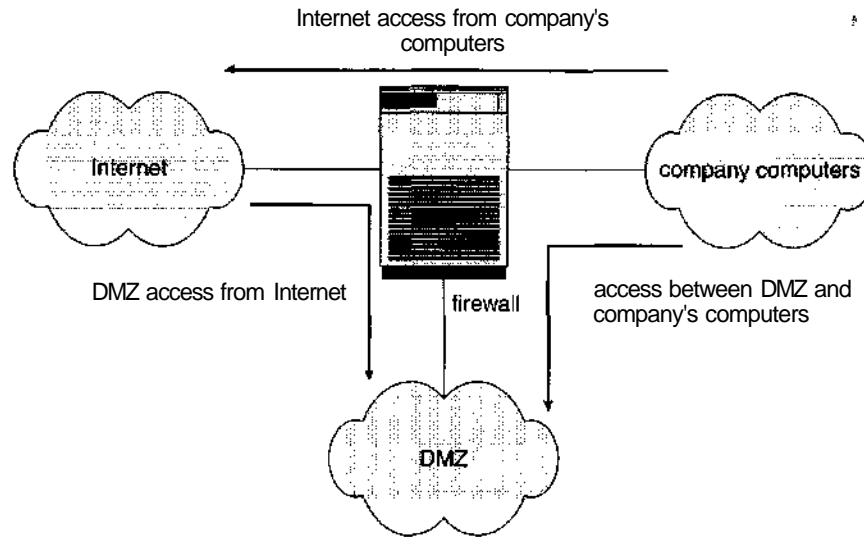 Internet access from company's
computers
Internet
company computers
DMZ access from Internet
firewall
access between DMZ and
company's computers
DMZ